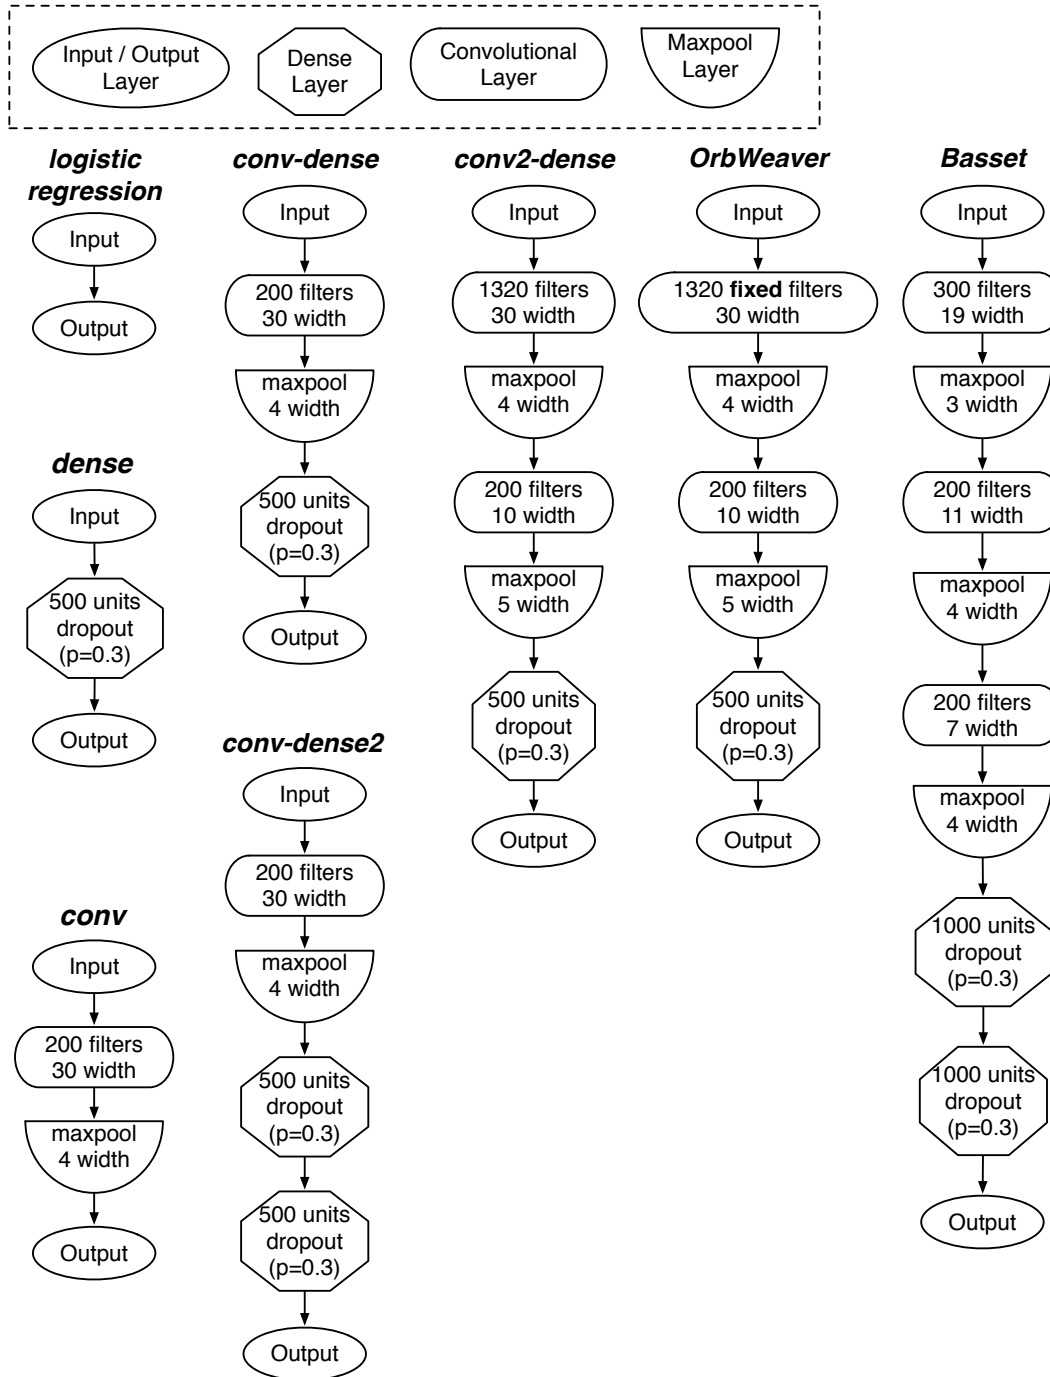 Input / Output
Layer
Dense
Layer
Convolutional
Layer
Maxpool
Layer
logistic
regression
Input
Output
dense
Input
500 units
dropout
(p=0.3)
Output
conv
Input
200 filters
30 width
maxpool
4 width
Output
conv-dense
Input
200 filters
30 width
maxpool
4 width
500 units
dropout
(p=0.3)
Output
conv-dense2
Input
200 filters
30 width
maxpool
4 width
500 units
dropout
(p=0.3)
500 units
dropout
(p=0.3)
Output
conv2-dense
Input
1320 filters
30 width
maxpool
4 width
200 filters
10 width
maxpool
5 width
500 units
dropout
(p=0.3)
Output
OrbWeaver
Input
1320 fixed filters
30 width
maxpool
4 width
200 filters
10 width
maxpool
5 width
500 units
dropout
(p=0.3)
Output
Basset
Input
300 filters
19 width
maxpool
3 width
200 filters
11 width
maxpool
4 width
200 filters
7 width
maxpool
4 width
1000 units
dropout
(p=0.3)
1000 units
dropout
(p=0.3)
Output